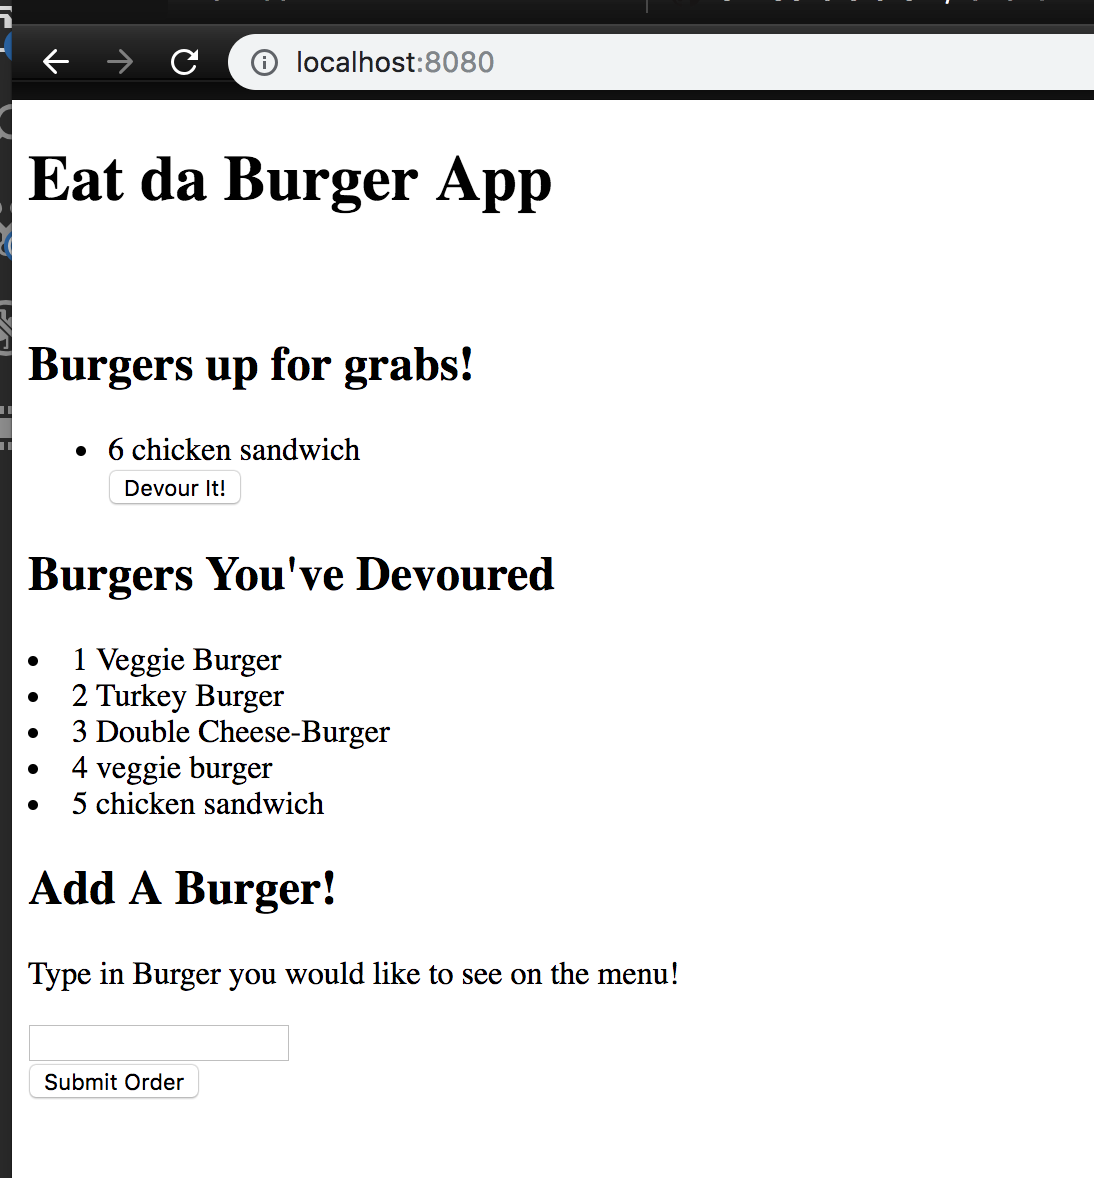 localhost:8080
Eat da Burger App
Burgers up for grabs!
6 chicken sandwich
Devour It!
Burgers You've Devoured
1 Veggie Burger
2 Turkey Burger
3 Double Cheese-Burger
4 veggie burger
5 chicken sandwich
Add A Burger!
Type in Burger you would like to see on the menu!
Submit Order